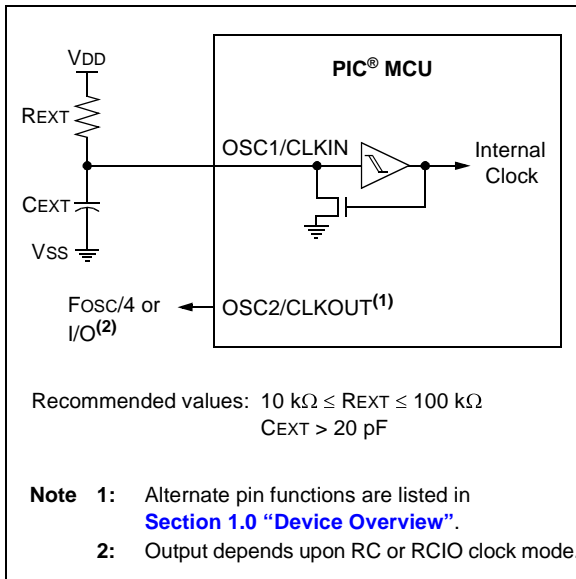 VDD
PIC® MCU
REXT
OSC1/CLKIN
Internal
Clock
CEXT
VSS
FOSC/4 or
I/O(2)
OSC2/CLKOUT(1)
Recommended values: 10 kΩ ≤ REXT ≤ 100 kΩ
CEXT > 20 pF
Note 1: Alternate pin functions are listed in
Section 1.0 “Device Overview”.
2: Output depends upon RC or RCIO clock mode.